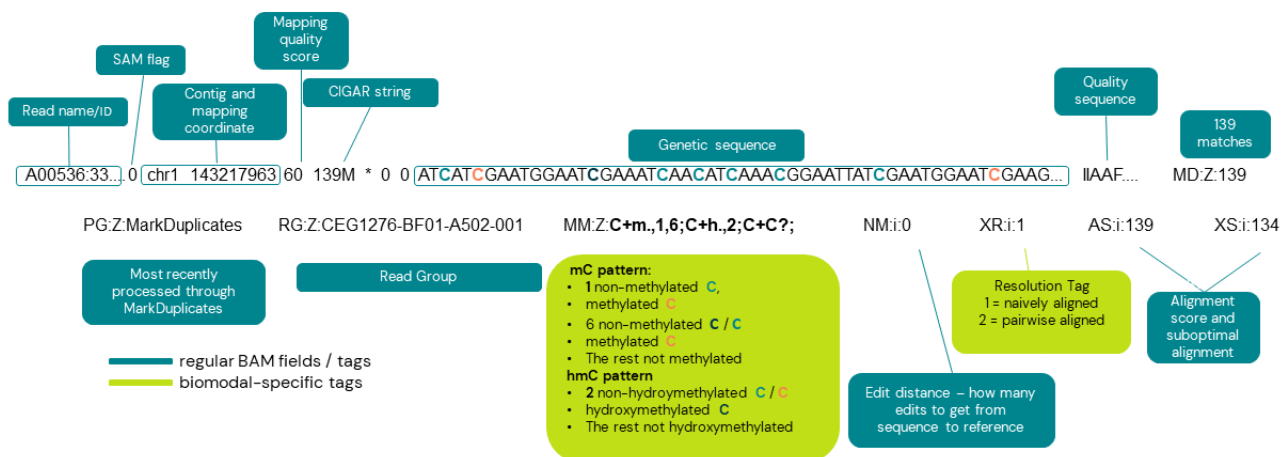 Mapping
quality
score
SAM flag
Contig and
mapping
coordinate
CIGAR string
Read name/ID
Genetic sequence
Quality
sequence
139
matches
A00536:33.... 0 chr1 143217963 60 139M * 0 0 ATCATCGAATGGAATCGAAATCAACATCAAACGGAATTATCGAATGGAATCGAAG... IIAAF.... MD:Z:139
PG:Z:MarkDuplicates RG:Z:CEG1276-BF01-A502-001 MM:Z:C+m.,1,6;C+h.,2;C+C?; NM:i:0 XR:i:1 AS:i:139 XS:i:134
Most recently
processed through
MarkDuplicates
Read Group
mC pattern:
• 1 non-methylated C,
• methylated C
• 6 non-methylated C / C
• methylated C
• The rest not methylated
hmC pattern
• 2 non-hydroymethylated C / C
• hydroxymethylated C
• The rest not hydroxymethylated
Resolution Tag
1 = naively aligned
2 = pairwise aligned
Alignment
score and
suboptimal
alignment
Edit distance – how many
edits to get from
sequence to reference
regular BAM fields / tags
biomodal-specific tags